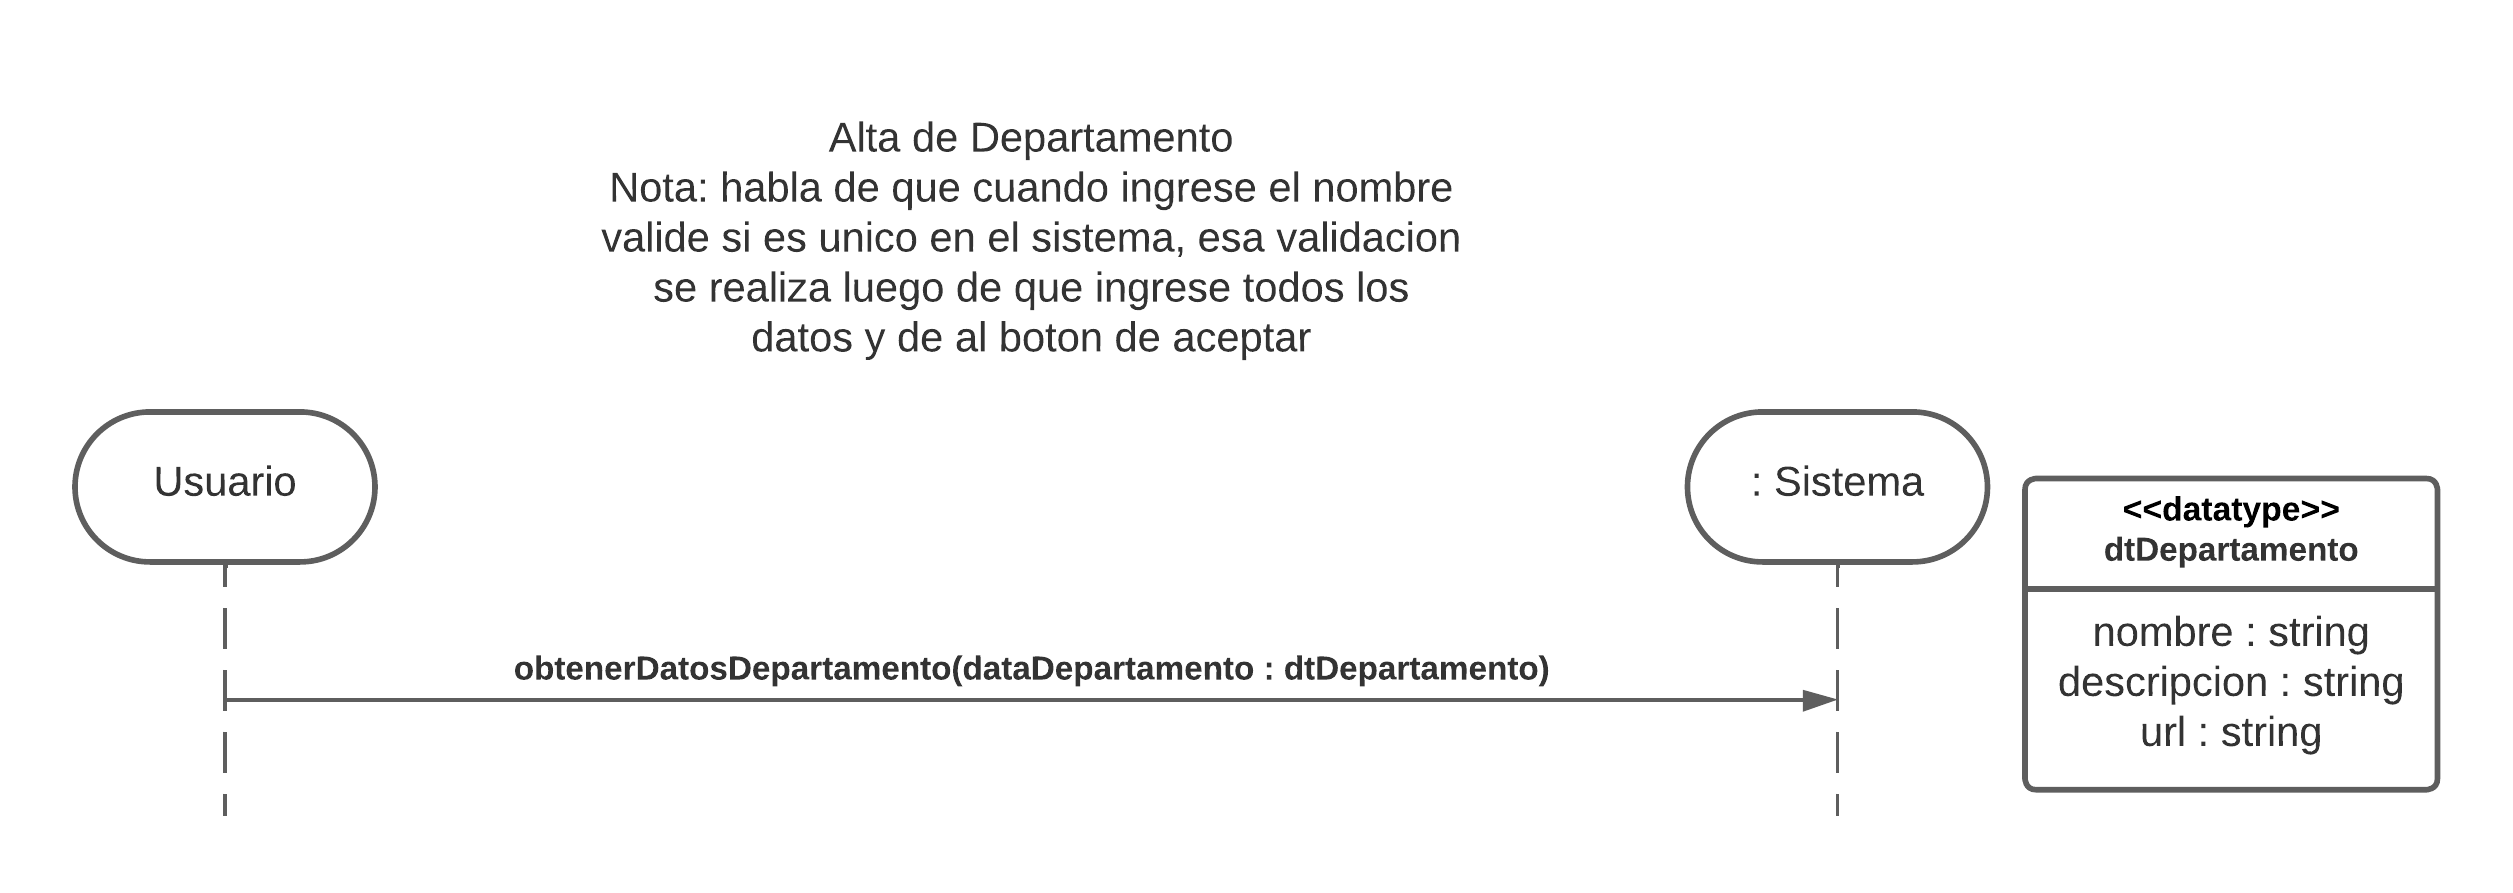 Alta de Departamento
Nota: habla de que cuando ingrese el nombre
valide si es unico en el sistema, esa validacion
se realiza luego de que ingrese todos los
datos y de al boton de aceptar
Usuario
: Sistema
<<datatype>>
dtDepartamento
nombre : string
descripcion : string
url : string
obtenerDatosDepartamento(dataDepartamento : dtDepartamento)